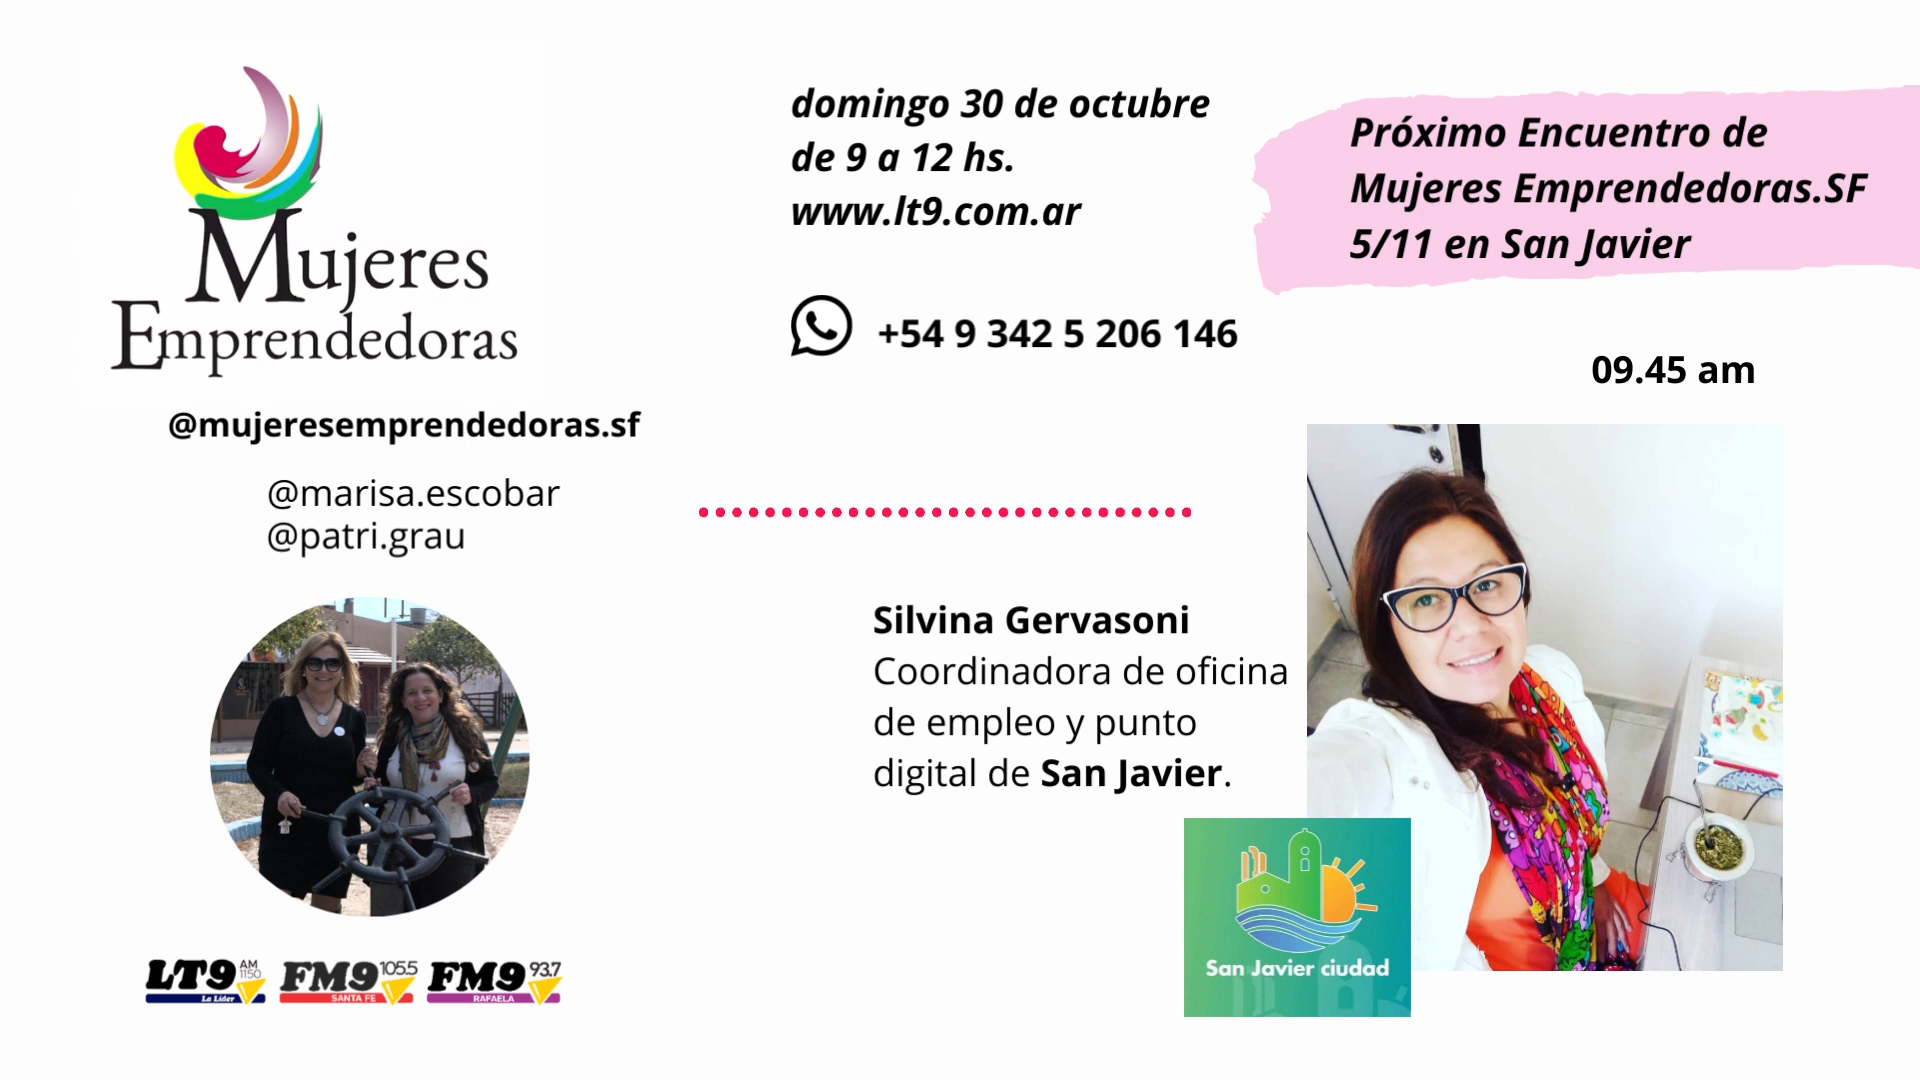 Mujeres
Emprendedoras
@mujeresemprendedoras.sf
@marisa.escobar
@patri.grau
LT9 AM 1150
La Líder
FM9 105.5
SANTA FE
FM9 93.7
RAFAELA
domingo 30 de octubre
de 9 a 12 hs.
www.lt9.com.ar
+54 9 342 5 206 146
Próximo Encuentro de
Mujeres Emprendedoras.SF
5/11 en San Javier
09.45 am
Silvina Gervasoni
Coordinadora de oficina
de empleo y punto
digital de San Javier.
San Javier ciudad